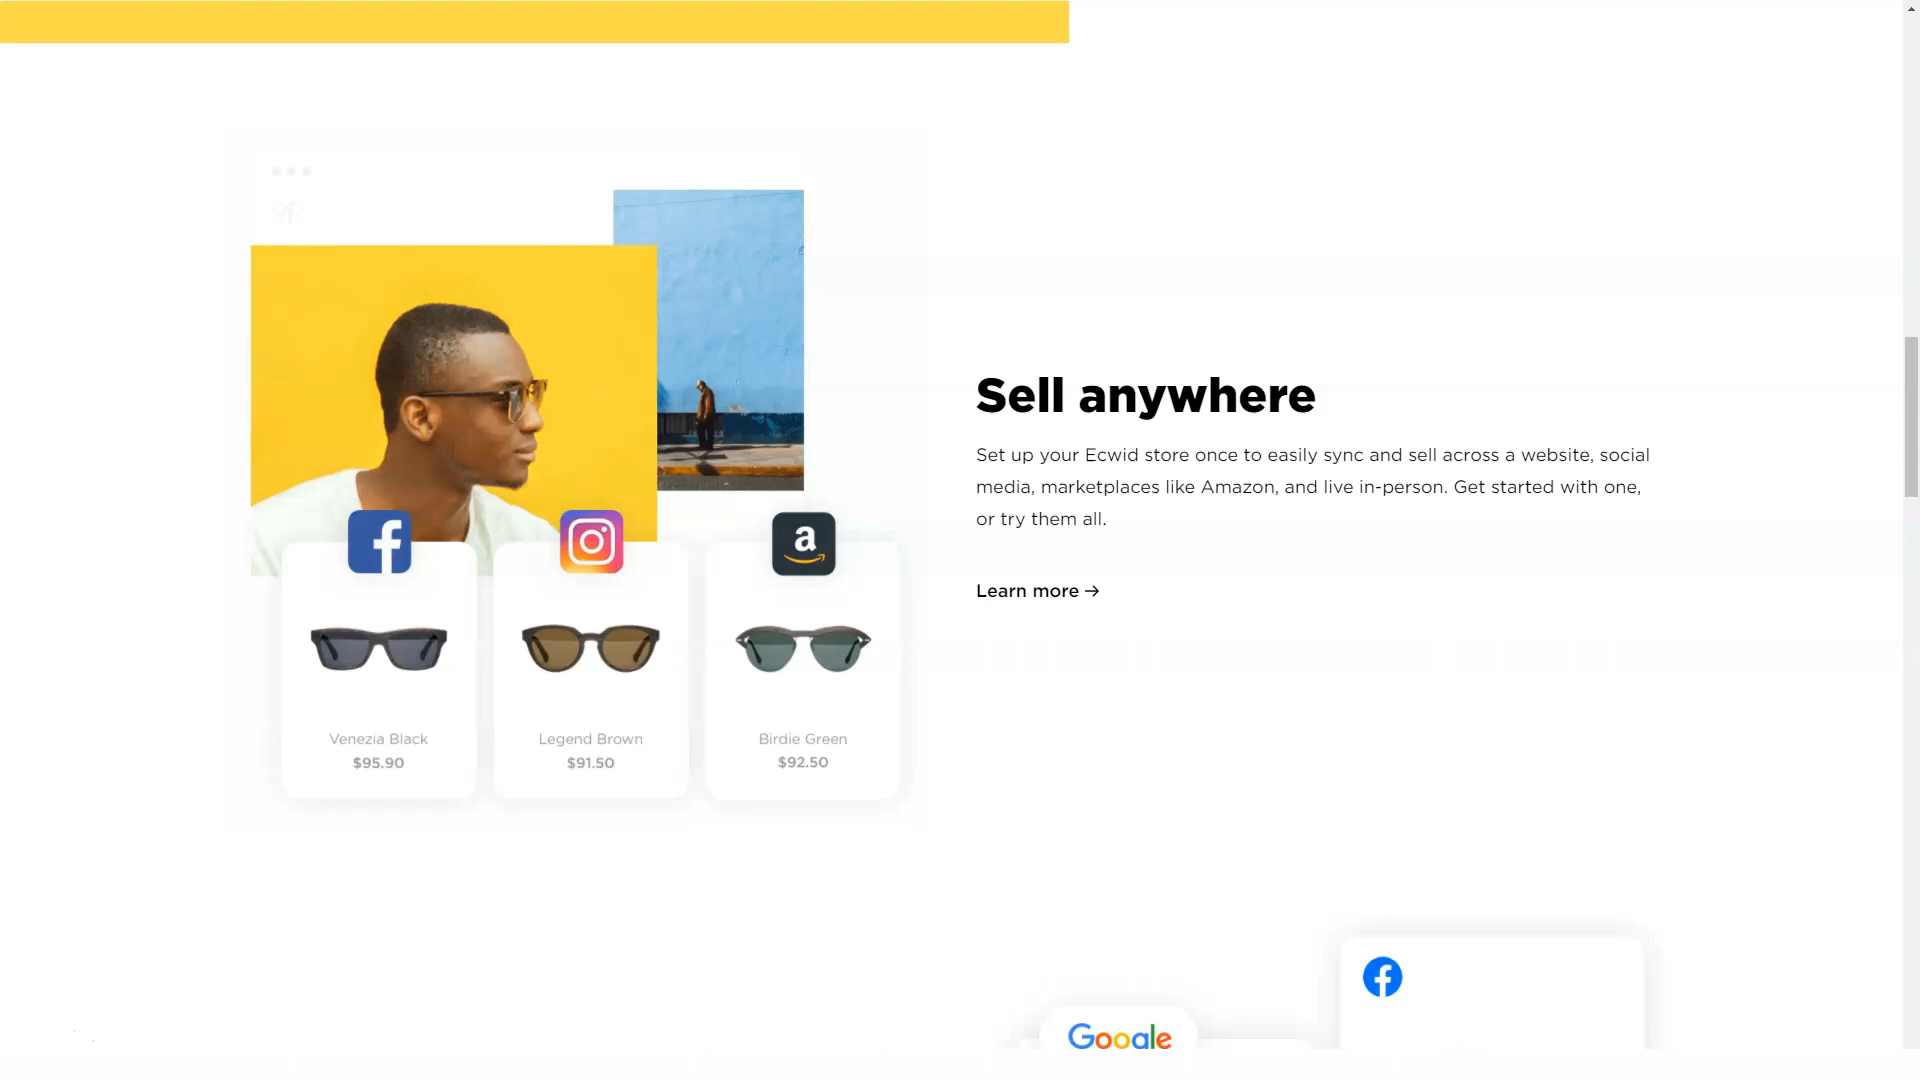 Sell anywhere
Set up your Ecwid store once to easily sync and sell across a website, social
media, marketplaces like Amazon, and live in-person. Get started with one,
or try them all.
Learn more →
Venezia Black
$95.90
Legend Brown
$91.50
Birdie Green
$92.50
Google